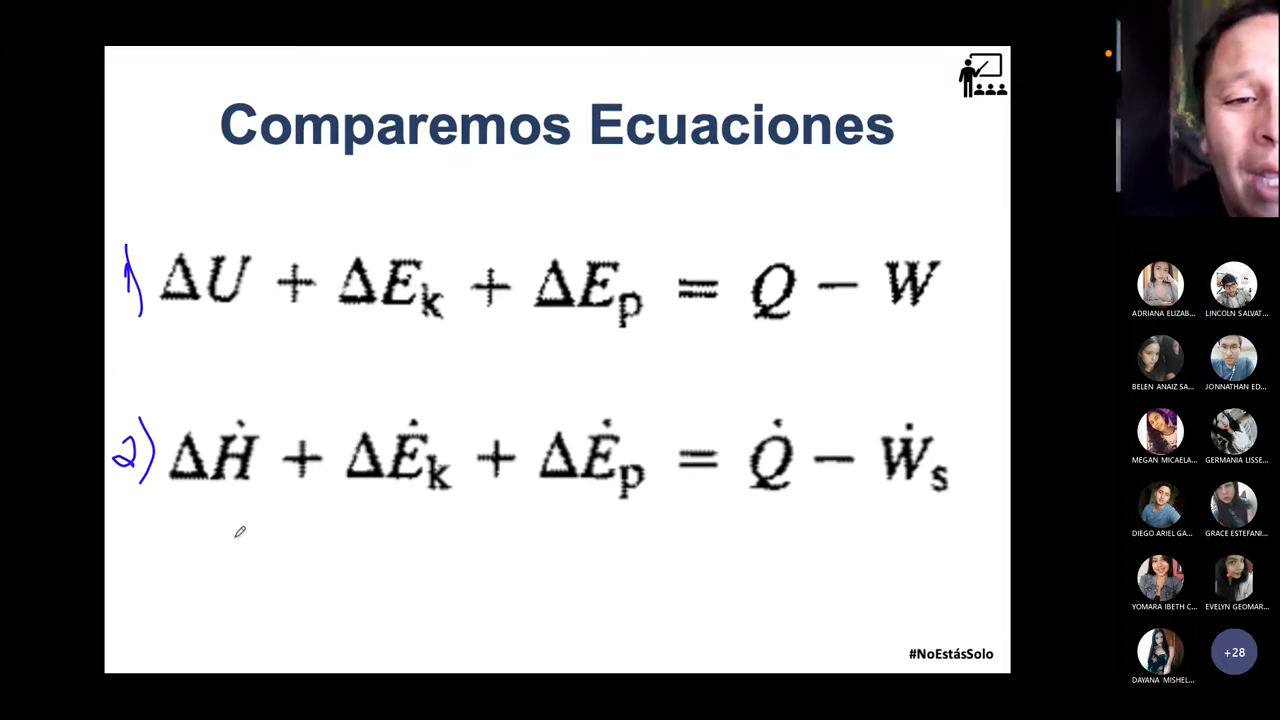 Comparemos Ecuaciones
1) ΔU + ΔE_k + ΔE_p = Q − W
2) ΔḢ + ΔĖ_k + ΔĖ_p = Q̇ − Ẇ_s
#NoEstásSolo
ADRIANA ELIZAB...
LINCOLN SALVAT...
BELEN ANAIZ SA...
JONNATHAN ED...
MEGAN MICAELA...
GERMANIA LISSE...
DIEGO ARIEL GA...
GRACE ESTEFANI...
YOMARA IBETH C...
EVELYN GEOMAR...
DAYANA MISHEL...
+28